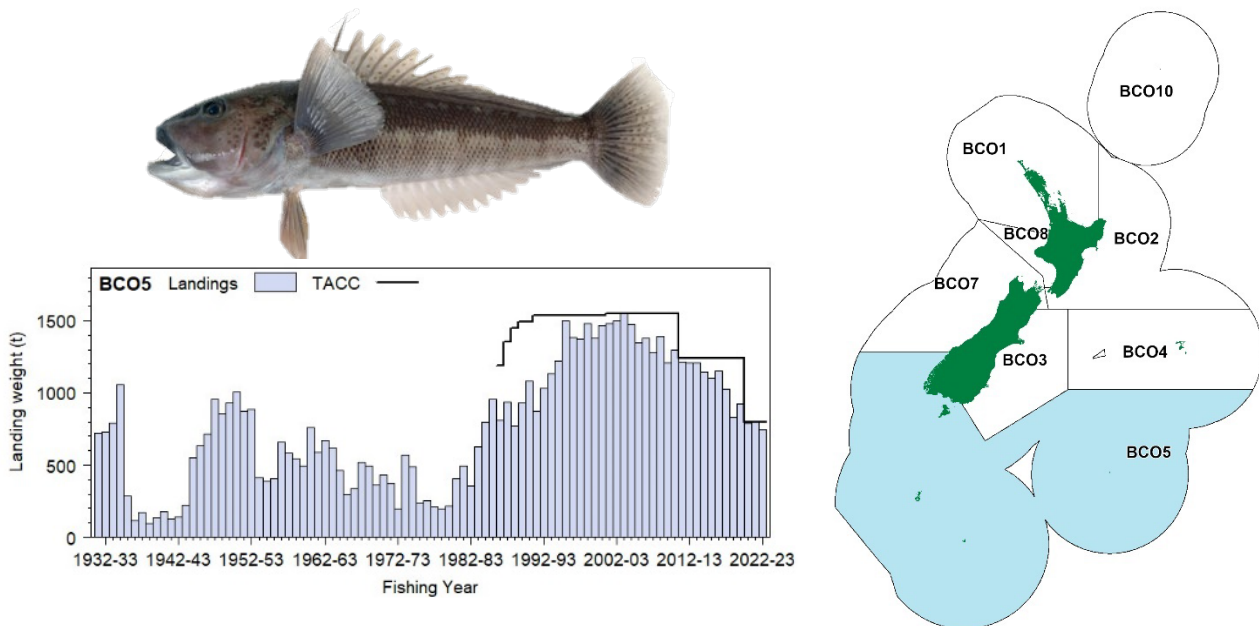 BCO5 Landings TACC
Landing weight (t)
1500
1000
500
0
1932-33 1942-43 1952-53 1962-63 1972-73 1982-83 1992-93 2002-03 2012-13 2022-23
Fishing Year
BCO10
BCO1
BCO8
BCO2
BCO7
BCO3
BCO4
BCO5